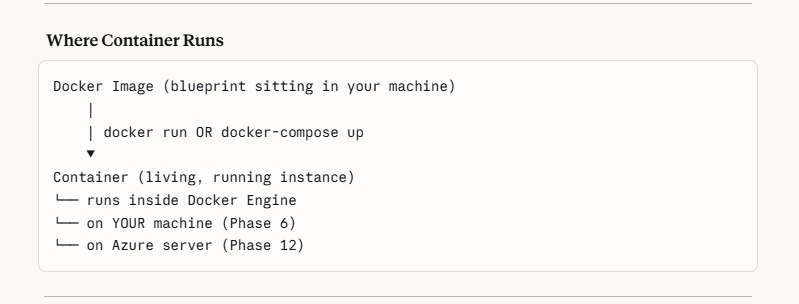 Where Container Runs
Docker Image (blueprint sitting in your machine)
│
│ docker run OR docker-compose up
▼
Container (living, running instance)
└── runs inside Docker Engine
└── on YOUR machine (Phase 6)
└── on Azure server (Phase 12)